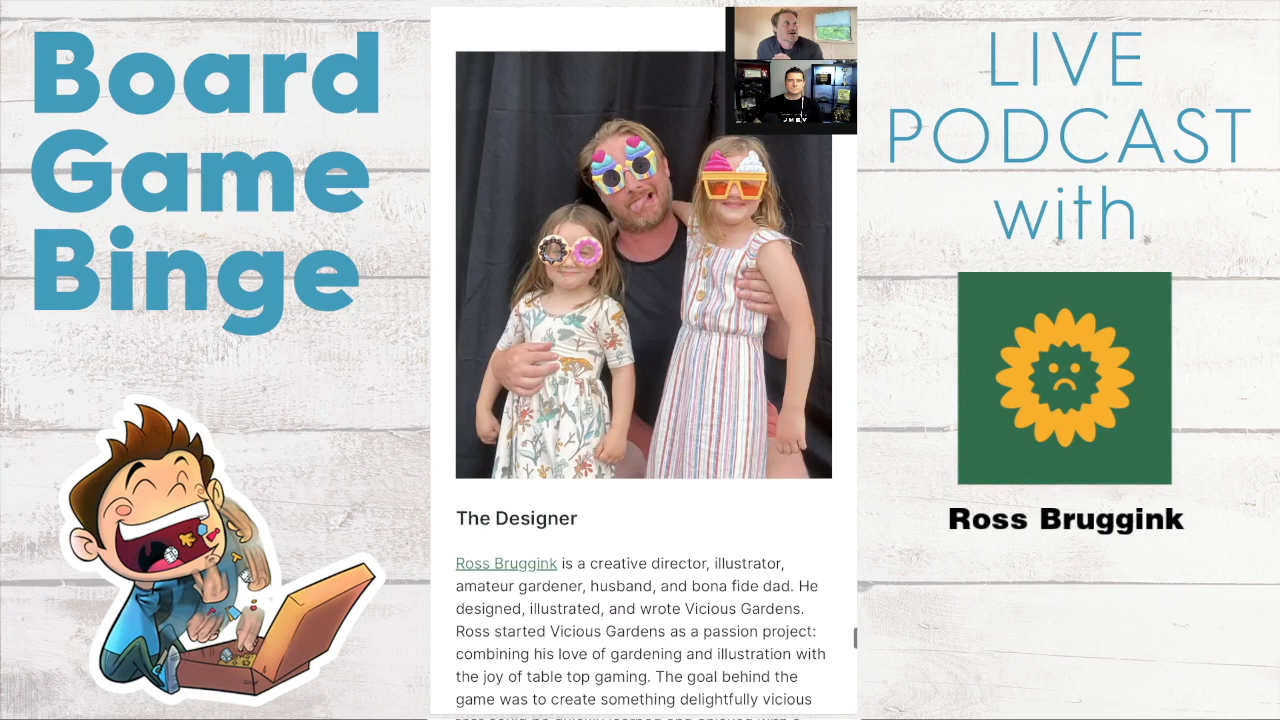 Board
Game
Binge
The Designer
Ross Bruggink is a creative director, illustrator,
amateur gardener, husband, and bona fide dad. He
designed, illustrated, and wrote Vicious Gardens.
Ross started Vicious Gardens as a passion project:
combining his love of gardening and illustration with
the joy of table top gaming. The goal behind the
game was to create something delightfully vicious
LIVE
PODCAST
with
Ross Bruggink